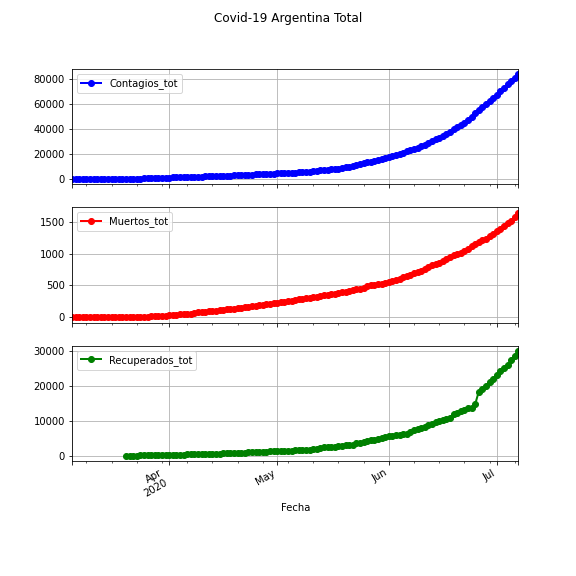 Covid-19 Argentina Total
80000
60000
40000
20000
0
Contagios_tot
1500
1000
500
0
Muertos_tot
30000
20000
10000
0
Recuperados_tot
Apr
2020
May
Jun
Jul
Fecha